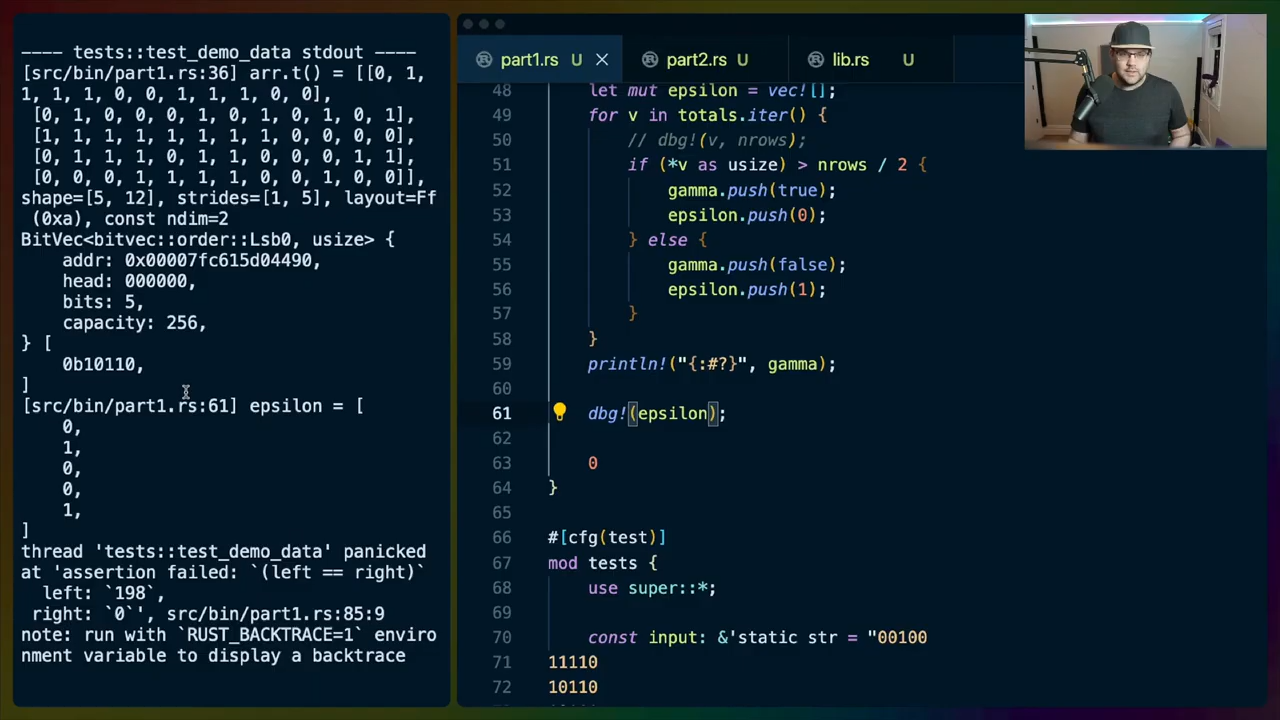 ---- tests::test_demo_data stdout ----
[src/bin/part1.rs:36] arr.t() = [[0, 1,
1, 1, 1, 0, 0, 1, 1, 1, 0, 0],
[0, 1, 0, 0, 1, 0, 1, 0, 1, 0, 0, 1],
[1, 1, 1, 1, 1, 1, 1, 1, 0, 0, 0, 0],
[0, 1, 1, 0, 1, 1, 0, 0, 0, 0, 1, 1],
[0, 0, 0, 1, 1, 1, 1, 0, 0, 1, 0, 0]],
shape=[5, 12], strides=[1, 5], layout=Ff
(0xa), const ndim=2
BitVec<bitvec::order::Lsb0, usize> {
addr: 0x00007fc615d04490,
head: 000000,
bits: 5,
capacity: 256,
} [
0b10110,
]
[src/bin/part1.rs:61] epsilon = [
0,
1,
0,
0,
1,
]
thread 'tests::test_demo_data' panicked
at 'assertion failed: `(left == right)`
left: `198`,
right: `0`', src/bin/part1.rs:85:9
note: run with `RUST_BACKTRACE=1` enviro
nment variable to display a backtrace
part1.rs U
part2.rs U
lib.rs U
48 let mut epsilon = vec![];
49 for v in totals.iter() {
50 // dbg!(v, nrows);
51 if (*v as usize) > nrows / 2 {
52 gamma.push(true);
53 epsilon.push(0);
54 } else {
55 gamma.push(false);
56 epsilon.push(1);
57 }
58 }
59 println!("{:#?}", gamma);
60
61 dbg!(epsilon);
62
63 0
64 }
65
66 #[cfg(test)]
67 mod tests {
68 use super::*;
69
70 const input: &'static str = "00100
71 11110
72 10110